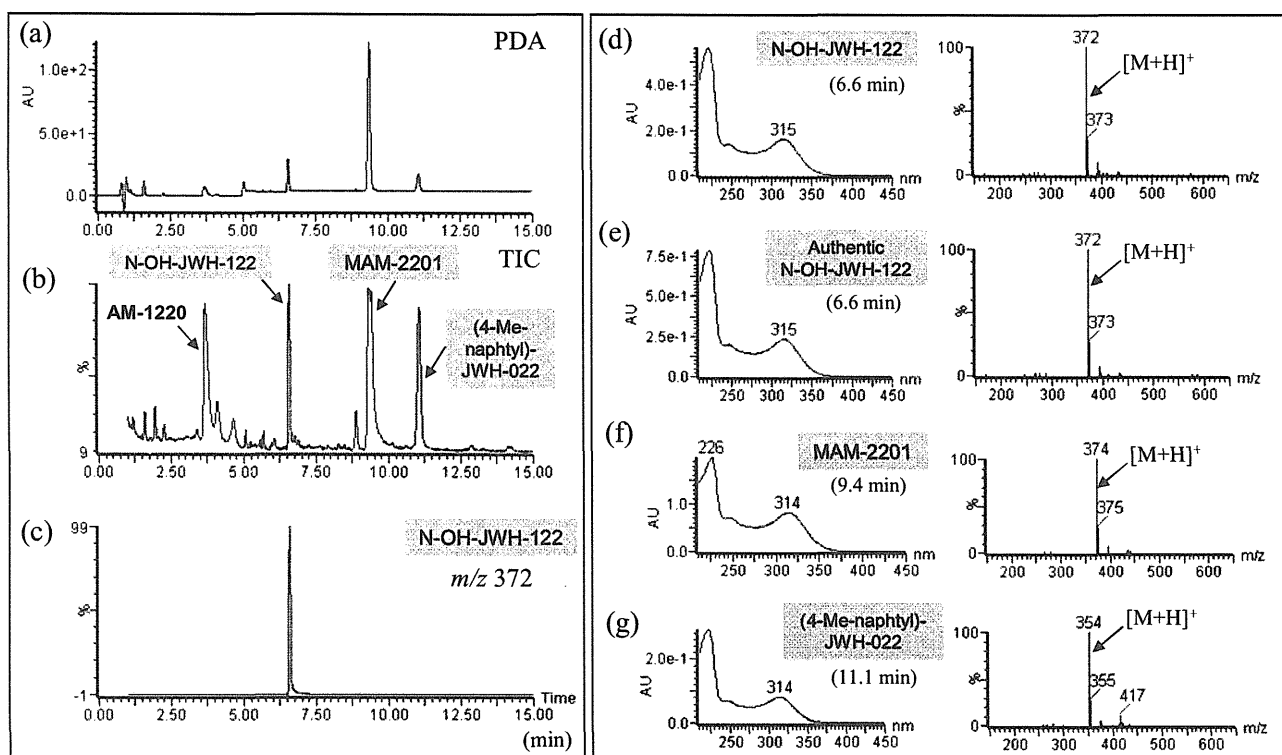 (a)
PDA
1.0e+2
AU
5.0e+1
0.0
0.00 2.50 5.00 7.50 10.00 12.50 15.00
(b)
N-OH-JWH-122
TIC
MAM-2201
AM-1220
(4-Me-
naphtyl)-
JWH-022
%
9
0.00 2.50 5.00 7.50 10.00 12.50 15.00
(c)
99
N-OH-JWH-122
m/z 372
%
-1
Time
0.00 2.50 5.00 7.50 10.00 12.50 15.00
(min)
(d)
N-OH-JWH-122
(6.6 min)
AU
4.0e-1
2.0e-1
0.0
315
250 300 350 400 450 nm
100
%
0
372
[M+H]+
373
200 300 400 500 600 m/z
(e)
Authentic
N-OH-JWH-122
(6.6 min)
7.5e-1
5.0e-1
AU
2.5e-1
0.0
315
250 300 350 400 450 nm
100
%
0
372
[M+H]+
373
200 300 400 500 600 m/z
(f)
226
MAM-2201
(9.4 min)
AU
1.0
0.0
314
250 300 350 400 450 nm
100
%
0
374
[M+H]+
375
200 300 400 500 600 m/z
(g)
(4-Me-naphtyl)-
JWH-022
(11.1 min)
AU
2.0e-1
0.0
314
250 300 350 400 450 nm
100
%
0
354
[M+H]+
355
417
200 300 400 500 600 m/z